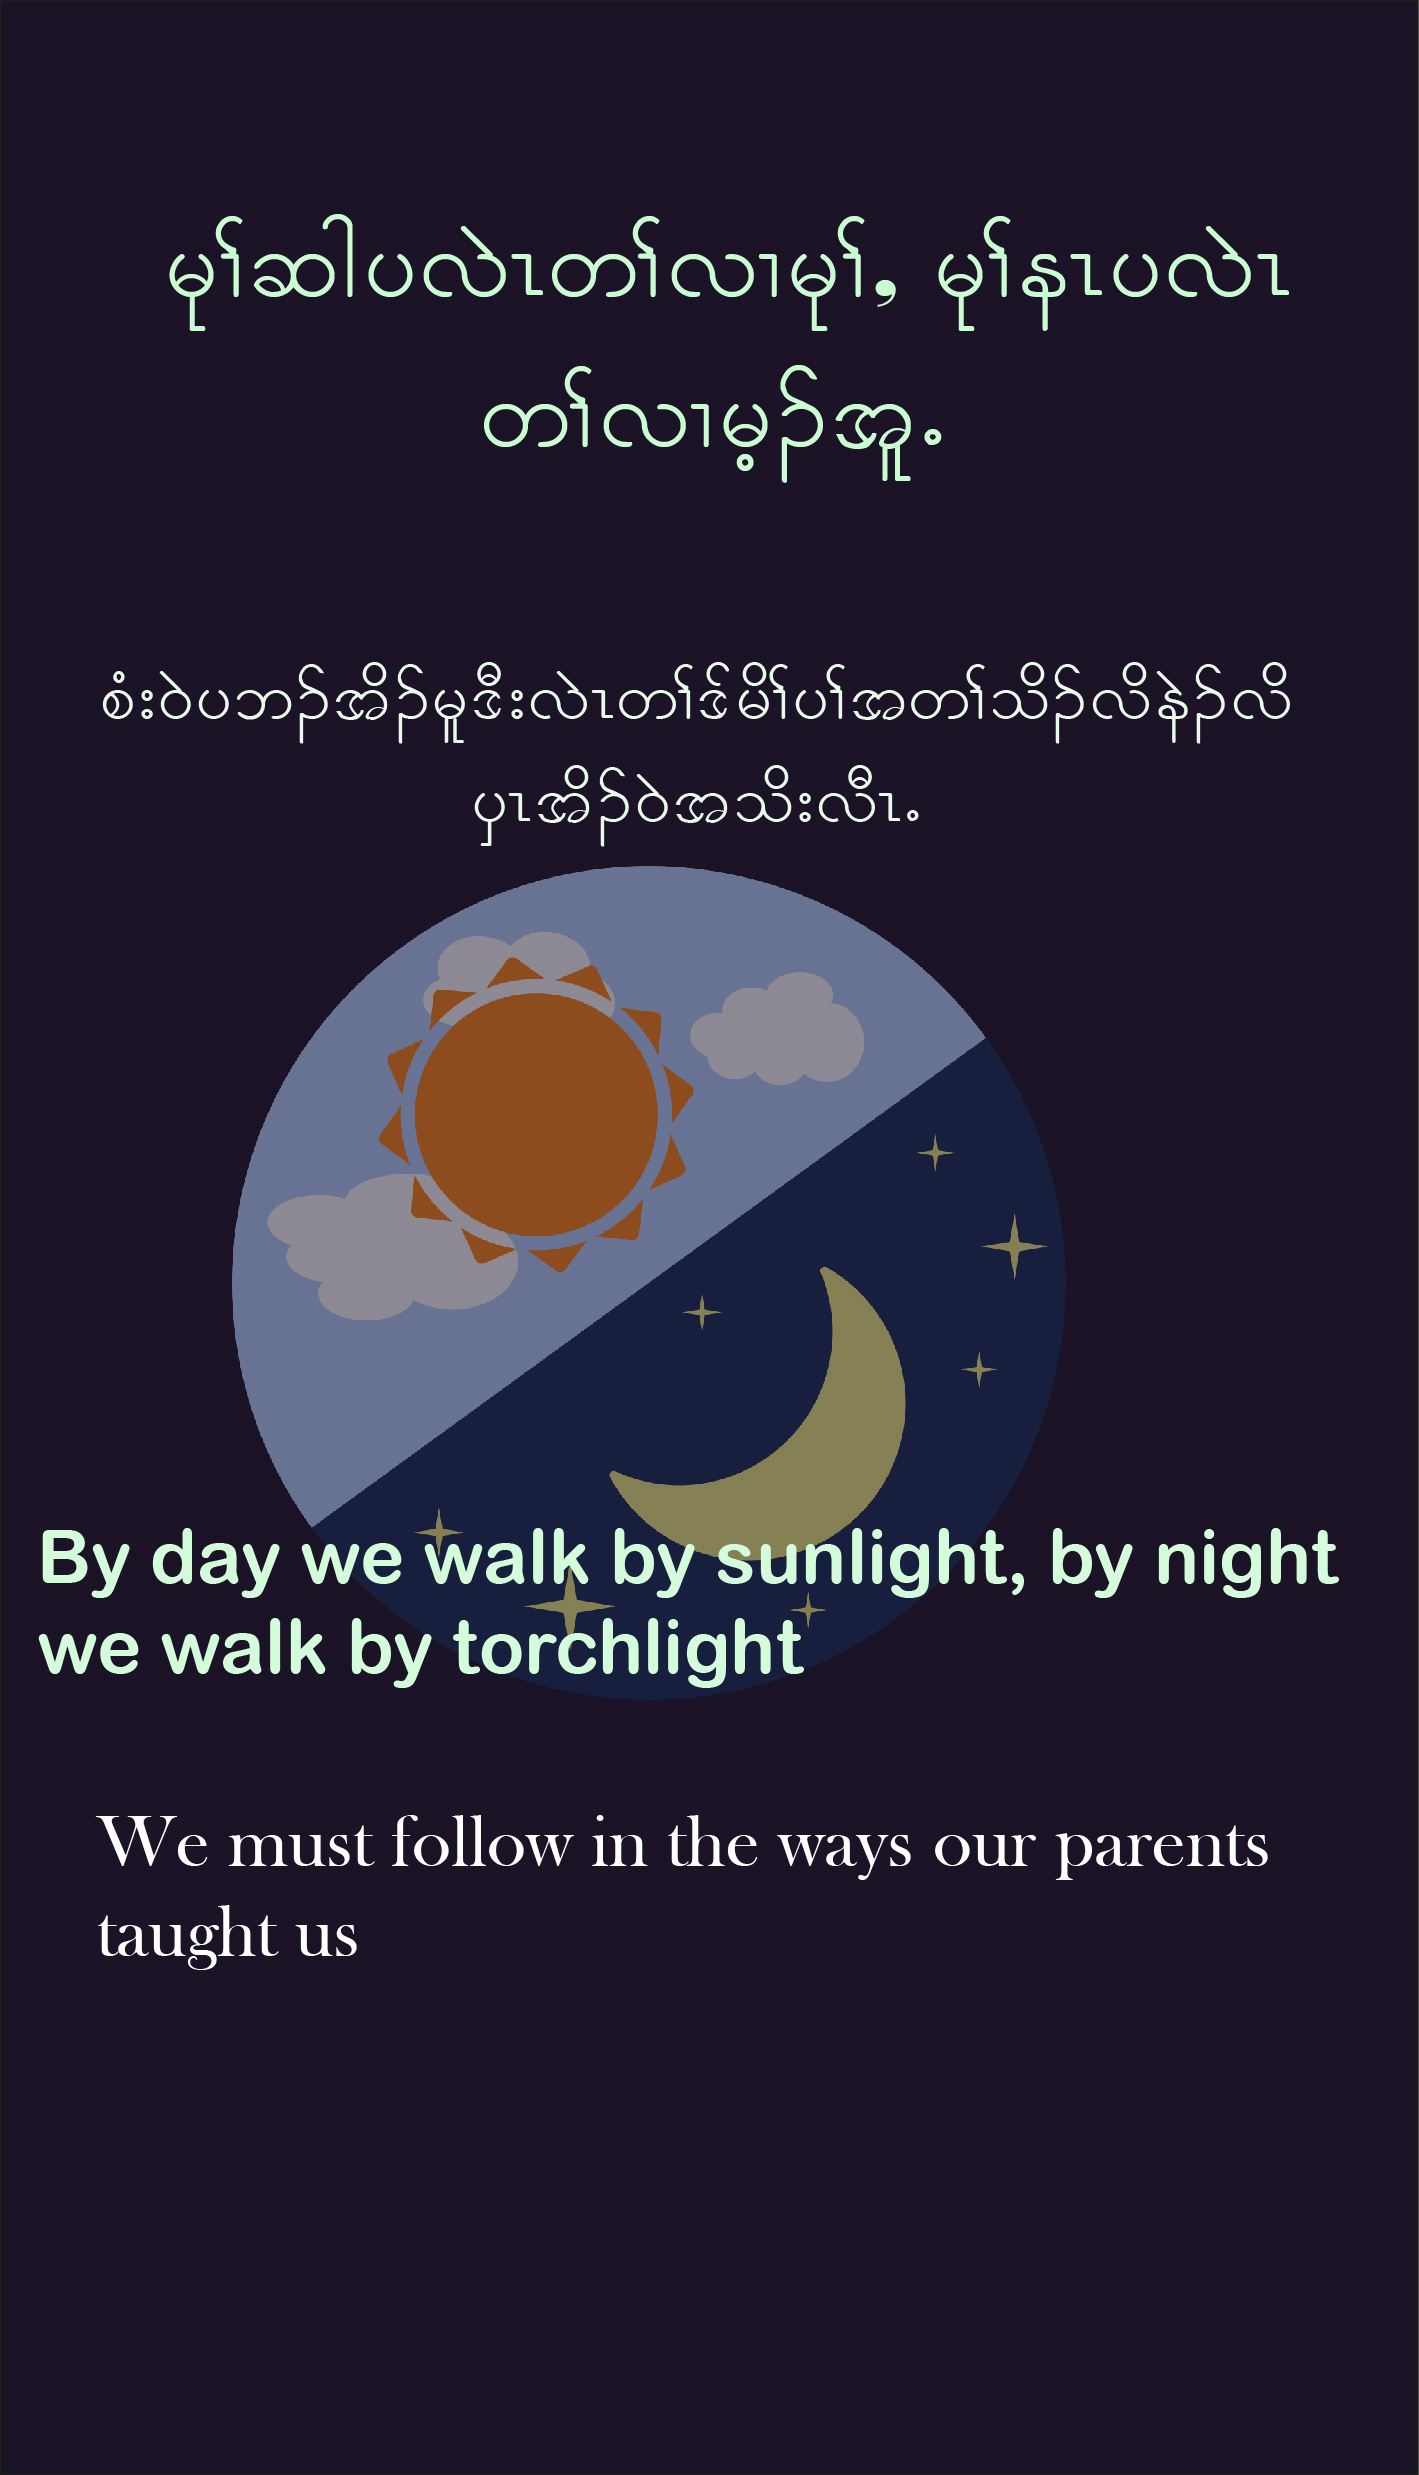 မုၢ်ဆါပလဲၤတၢ်လၢမုၢ်, မုၢ်နၤပလဲၤ
တၢ်လၢမ့ၣ်အူ.
စံးဝဲပဘၣ်အိၣ်မူဒီးလဲၤတၢ်ဒ်မိၢ်ပၢ်အတၢ်သိၣ်လိနဲၣ်လိ
ပှၤအိၣ်ဝဲအသိးလီၤ.
By day we walk by sunlight, by night
we walk by torchlight
We must follow in the ways our parents
taught us